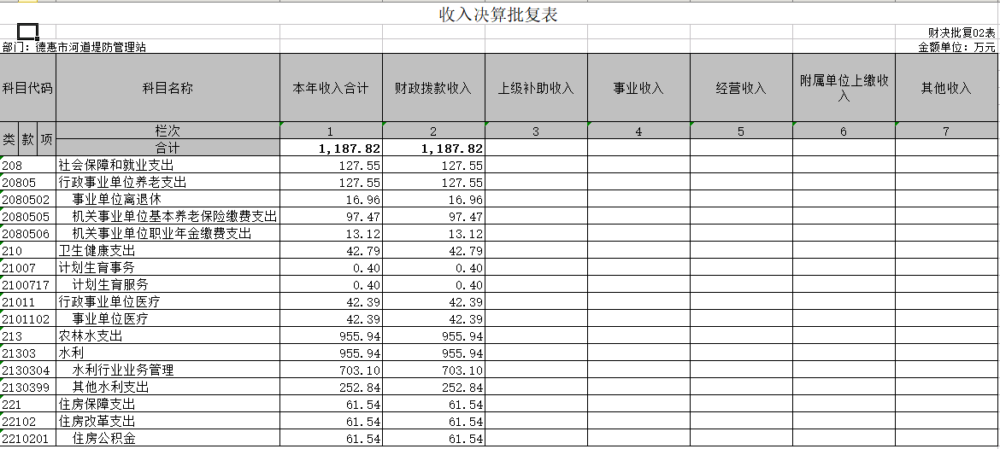 收入决算批复表
财决批复02表
部门：德惠市河道堤防管理站 金额单位：万元
科目代码 科目名称 本年收入合计 财政拨款收入 上级补助收入 事业收入 经营收入 附属单位上缴收入 其他收入
类 款 项 栏次 1 2 3 4 5 6 7
合计 1,187.82 1,187.82
208 社会保障和就业支出 127.55 127.55
20805 行政事业单位养老支出 127.55 127.55
2080502 事业单位离退休 16.96 16.96
2080505 机关事业单位基本养老保险缴费支出 97.47 97.47
2080506 机关事业单位职业年金缴费支出 13.12 13.12
210 卫生健康支出 42.79 42.79
21007 计划生育事务 0.40 0.40
2100717 计划生育服务 0.40 0.40
21011 行政事业单位医疗 42.39 42.39
2101102 事业单位医疗 42.39 42.39
213 农林水支出 955.94 955.94
21303 水利 955.94 955.94
2130304 水利行业业务管理 703.10 703.10
2130399 其他水利支出 252.84 252.84
221 住房保障支出 61.54 61.54
22102 住房改革支出 61.54 61.54
2210201 住房公积金 61.54 61.54